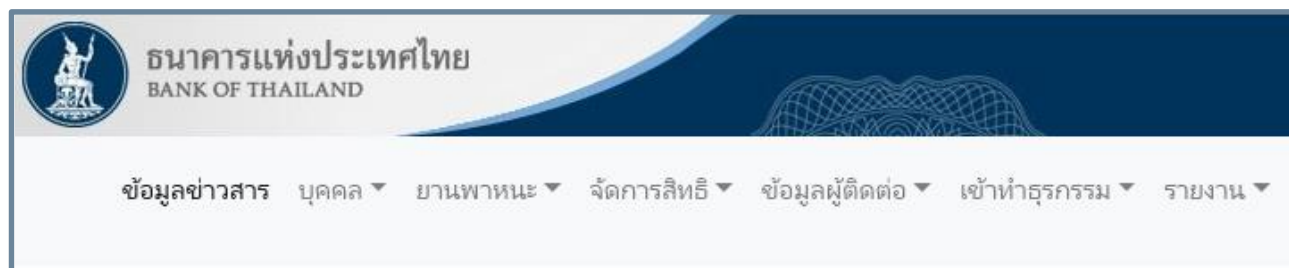 ธนาคารแห่งประเทศไทย
BANK OF THAILAND
ข้อมูลข่าวสาร บุคคล ยานพาหนะ จัดการสิทธิ ข้อมูลผู้ติดต่อ เข้าทำธุรกรรม รายงาน